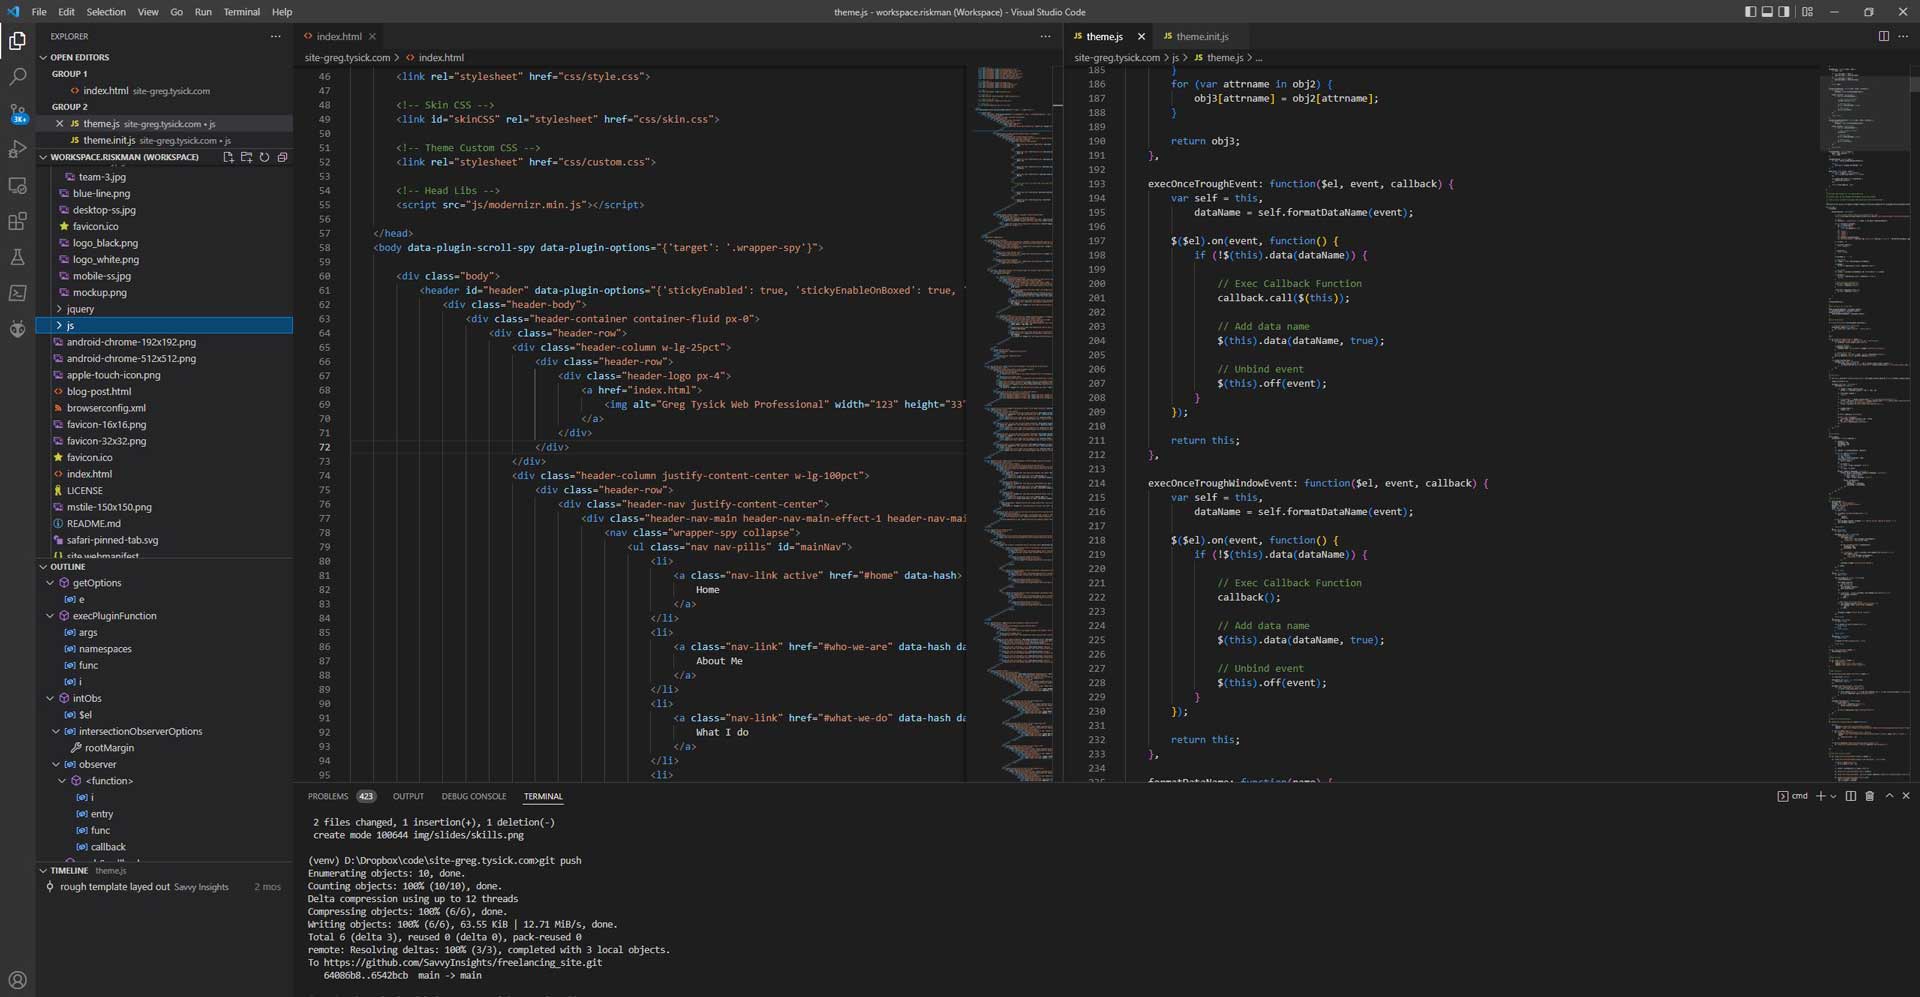 File Edit Selection View Go Run Terminal Help
theme.js - workspace.riskman (Workspace) - Visual Studio Code
EXPLORER
OPEN EDITORS
GROUP 1
index.html site-greg.tysick.com
GROUP 2
theme.js site-greg.tysick.com • js
theme.init.js site-greg.tysick.com • js
3K+
WORKSPACE.RISKMAN (WORKSPACE)
team-3.jpg
blue-line.png
desktop-ss.jpg
favicon.ico
logo_black.png
logo_white.png
mobile-ss.jpg
mockup.png
jquery
js
android-chrome-192x192.png
android-chrome-512x512.png
apple-touch-icon.png
blog-post.html
browserconfig.xml
favicon-16x16.png
favicon-32x32.png
favicon.ico
index.html
LICENSE
mstile-150x150.png
README.md
safari-pinned-tab.svg
site.webmanifest
OUTLINE
getOptions
e
execPluginFunction
args
namespaces
func
i
intObs
$el
intersectionObserverOptions
rootMargin
observer
<function>
i
entry
func
callback
TIMELINE theme.js
rough template layed out Savvy Insights 2 mos
index.html
site-greg.tysick.com > index.html
46 <link rel="stylesheet" href="css/style.css">
47
48 <!-- Skin CSS -->
49 <link id="skinCSS" rel="stylesheet" href="css/skin.css">
50
51 <!-- Theme Custom CSS -->
52 <link rel="stylesheet" href="css/custom.css">
53
54 <!-- Head Libs -->
55 <script src="js/modernizr.min.js"></script>
56
57 </head>
58 <body data-plugin-scroll-spy data-plugin-options="{'target': '.wrapper-spy'}">
59
60 <div class="body">
61 <header id="header" data-plugin-options="{'stickyEnabled': true, 'stickyEnableOnBoxed': true, '
62 <div class="header-body">
63 <div class="header-container container-fluid px-0">
64 <div class="header-row">
65 <div class="header-column w-lg-25pct">
66 <div class="header-row">
67 <div class="header-logo px-4">
68 <a href="index.html">
69 <img alt="Greg Tysick Web Professional" width="123" height="33"
70 </a>
71 </div>
72 </div>
73 </div>
74 <div class="header-column justify-content-center w-lg-100pct">
75 <div class="header-row">
76 <div class="header-nav justify-content-center">
77 <div class="header-nav-main header-nav-main-effect-1 header-nav-mai
78 <nav class="wrapper-spy collapse">
79 <ul class="nav nav-pills" id="mainNav">
80 <li>
81 <a class="nav-link active" href="#home" data-hash>
82 Home
83 </a>
84 </li>
85 <li>
86 <a class="nav-link" href="#who-we-are" data-hash da
87 About Me
88 </a>
89 </li>
90 <li>
91 <a class="nav-link" href="#what-we-do" data-hash da
92 What I do
93 </a>
94 </li>
95 <li>
theme.js theme.init.js
site-greg.tysick.com > js > theme.js > ...
185 }
186 for (var attrname in obj2) {
187 obj3[attrname] = obj2[attrname];
188 }
189
190 return obj3;
191 },
192
193 execOnceTroughEvent: function($el, event, callback) {
194 var self = this,
195 dataName = self.formatDataName(event);
196
197 $($el).on(event, function() {
198 if (!$(this).data(dataName)) {
199
200 // Exec Callback Function
201 callback.call($(this));
202
203 // Add data name
204 $(this).data(dataName, true);
205
206 // Unbind event
207 $(this).off(event);
208 }
209 });
210
211 return this;
212 },
213
214 execOnceTroughWindowEvent: function($el, event, callback) {
215 var self = this,
216 dataName = self.formatDataName(event);
217
218 $($el).on(event, function() {
219 if (!$(this).data(dataName)) {
220
221 // Exec Callback Function
222 callback();
223
224 // Add data name
225 $(this).data(dataName, true);
226
227 // Unbind event
228 $(this).off(event);
229 }
230 });
231
232 return this;
233 },
234
235 formatDataName: function(name) {
PROBLEMS 423 OUTPUT DEBUG CONSOLE TERMINAL
cmd
2 files changed, 1 insertion(+), 1 deletion(-)
create mode 100644 img/slides/skills.png
(venv) D:\Dropbox\code\site-greg.tysick.com>git push
Enumerating objects: 10, done.
Counting objects: 100% (10/10), done.
Delta compression using up to 12 threads
Compressing objects: 100% (6/6), done.
Writing objects: 100% (6/6), 63.55 KiB | 12.71 MiB/s, done.
Total 6 (delta 3), reused 0 (delta 0), pack-reused 0
remote: Resolving deltas: 100% (3/3), completed with 3 local objects.
To https://github.com/SavvyInsights/freelancing_site.git
64086b8..6542bcb main -> main